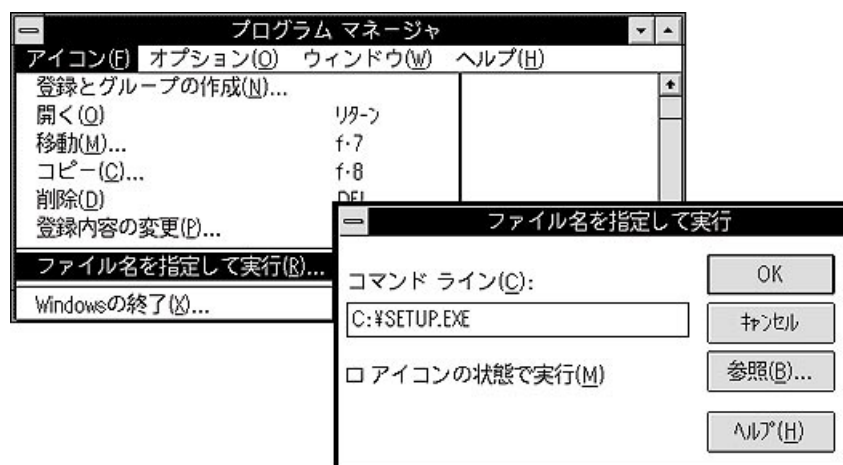 プログラム マネージャ
アイコン(F) オプション(O) ウィンドウ(W) ヘルプ(H)
登録とグループの作成(N)...
開く(O) リターン
移動(M)... f･7
コピー(C)... f･8
削除(D) DEL
登録内容の変更(P)...
ファイル名を指定して実行(R)...
Windowsの終了(X)...
ファイル名を指定して実行
コマンド ライン(C):
C:¥SETUP.EXE
アイコンの状態で実行(M)
OK
キャンセル
参照(B)...
ヘルプ(H)